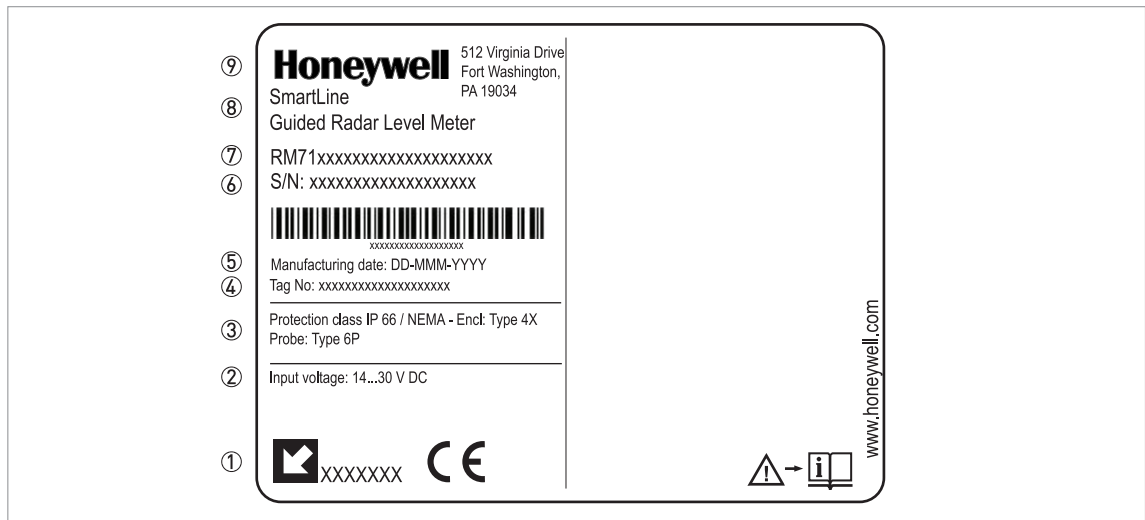 ⑨ Honeywell 512 Virginia Drive
Fort Washington,
PA 19034
⑧ SmartLine
Guided Radar Level Meter
⑦ RM71xxxxxxxxxxxxxxxxxxxx
⑥ S/N: xxxxxxxxxxxxxxxxxxx
xxxxxxxxxxxxxxxxxxx
⑤ Manufacturing date: DD-MMM-YYYY
④ Tag No: xxxxxxxxxxxxxxxxxxxxx
③ Protection class IP 66 / NEMA - Encl: Type 4X
Probe: Type 6P
② Input voltage: 14...30 V DC
① XXXXXXX CE
www.honeywell.com
i